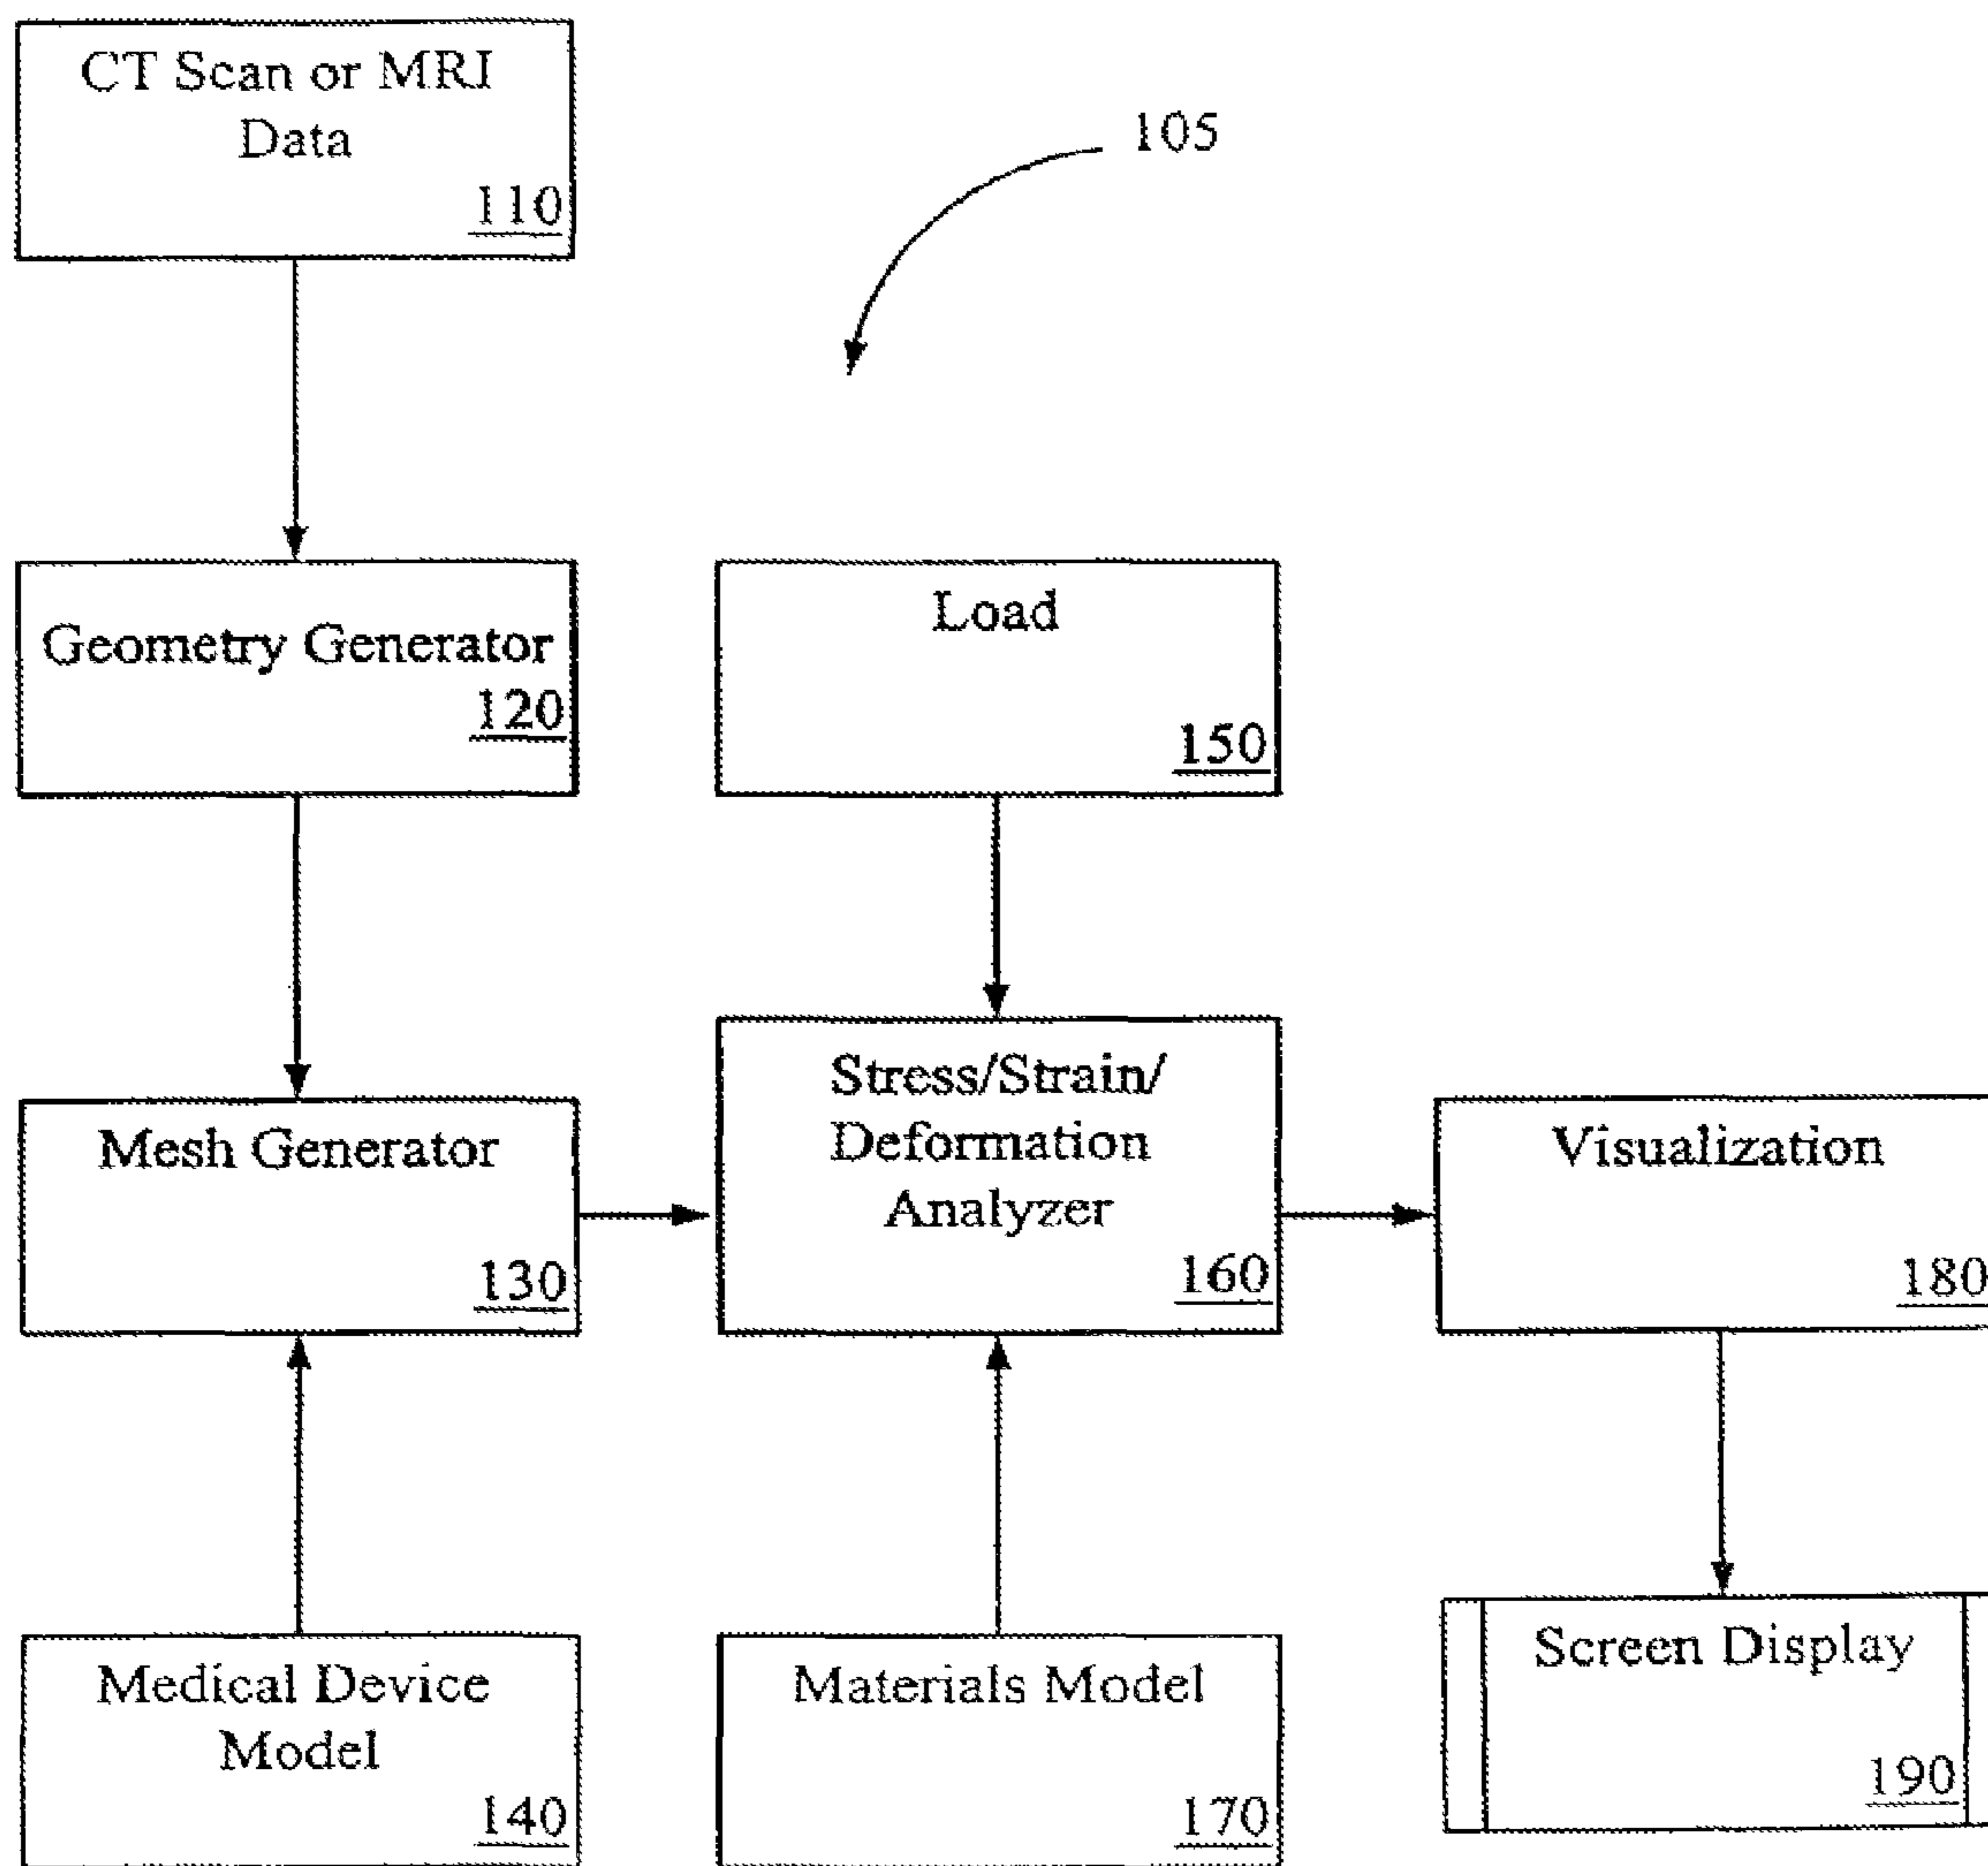 CT Scan or MRI
Data
110
105
Geometry Generator
120
Load
150
Mesh Generator
130
Stress/Strain/
Deformation
Analyzer
160
Visualization
180
Medical Device
Model
140
Materials Model
170
Screen Display
190